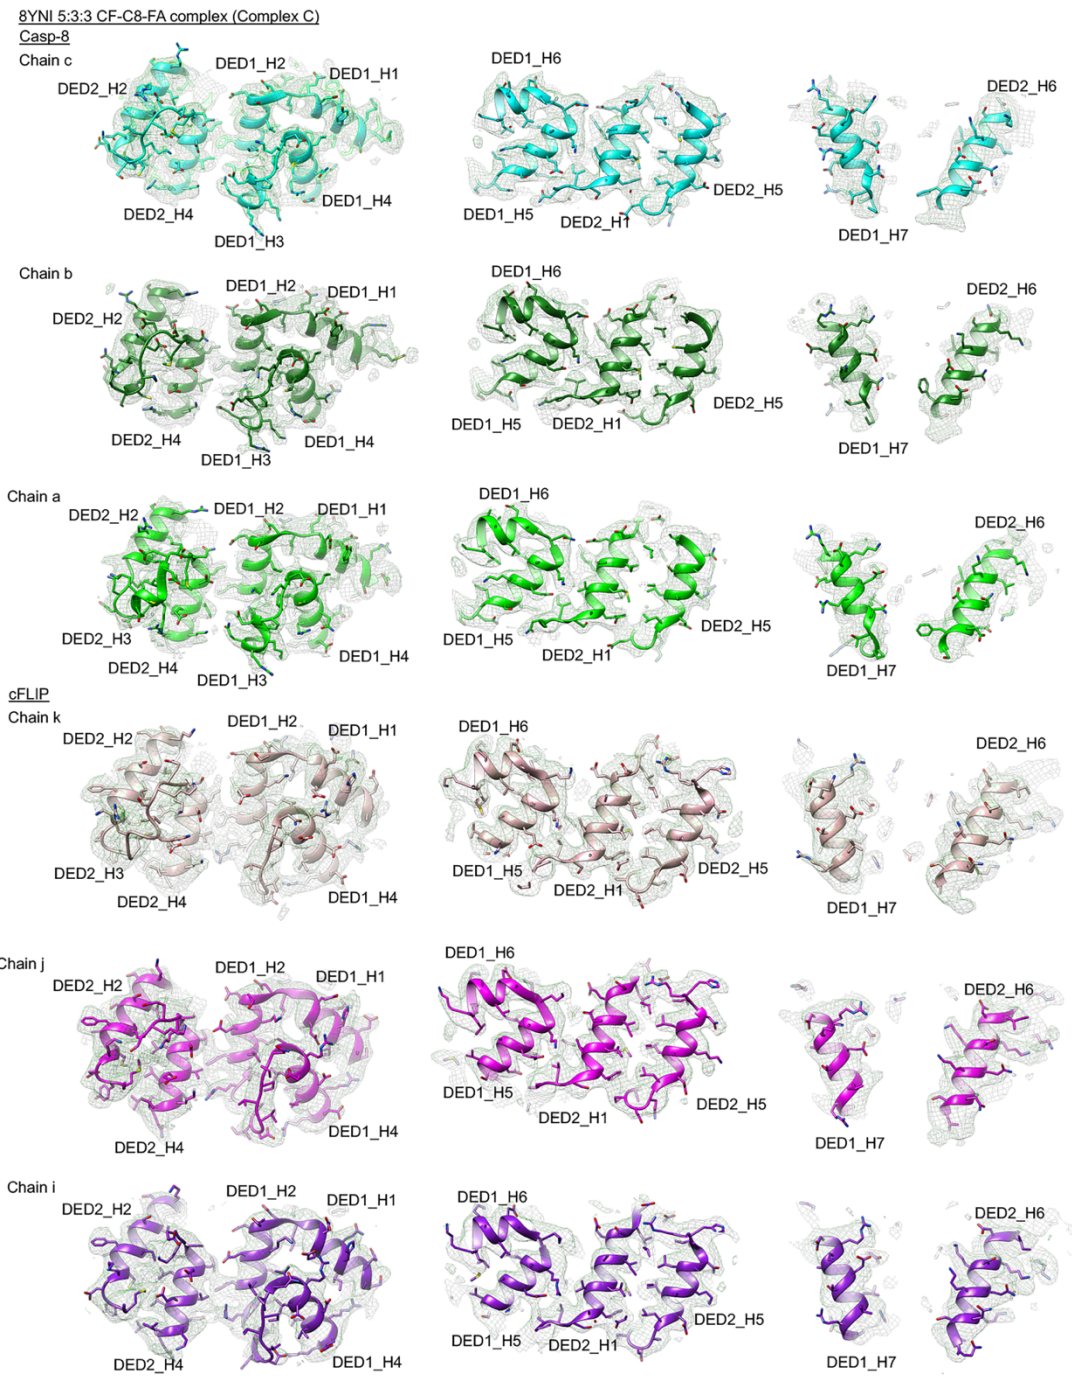 8YNI 5:3:3 CF-C8-FA complex (Complex C)
Casp-8
Chain c
DED2_H2
DED1_H2
DED1_H1
DED2_H4
DED1_H4
DED1_H3
DED1_H6
DED1_H5
DED2_H1
DED2_H5
DED2_H6
DED1_H7
Chain b
DED2_H2
DED1_H2
DED1_H1
DED2_H4
DED1_H4
DED1_H3
DED1_H6
DED1_H5
DED2_H1
DED2_H5
DED2_H6
DED1_H7
Chain a
DED2_H2
DED1_H2
DED1_H1
DED2_H3
DED2_H4
DED1_H4
DED1_H3
DED1_H6
DED1_H5
DED2_H1
DED2_H5
DED2_H6
DED1_H7
cFLIP
Chain k
DED2_H2
DED1_H2
DED1_H1
DED2_H3
DED2_H4
DED1_H4
DED1_H6
DED1_H5
DED2_H1
DED2_H5
DED2_H6
DED1_H7
Chain j
DED2_H2
DED1_H2
DED1_H1
DED2_H4
DED1_H4
DED1_H6
DED1_H5
DED2_H1
DED2_H5
DED2_H6
DED1_H7
Chain i
DED2_H2
DED1_H2
DED1_H1
DED2_H4
DED1_H4
DED1_H6
DED1_H5
DED2_H1
DED2_H5
DED2_H6
DED1_H7